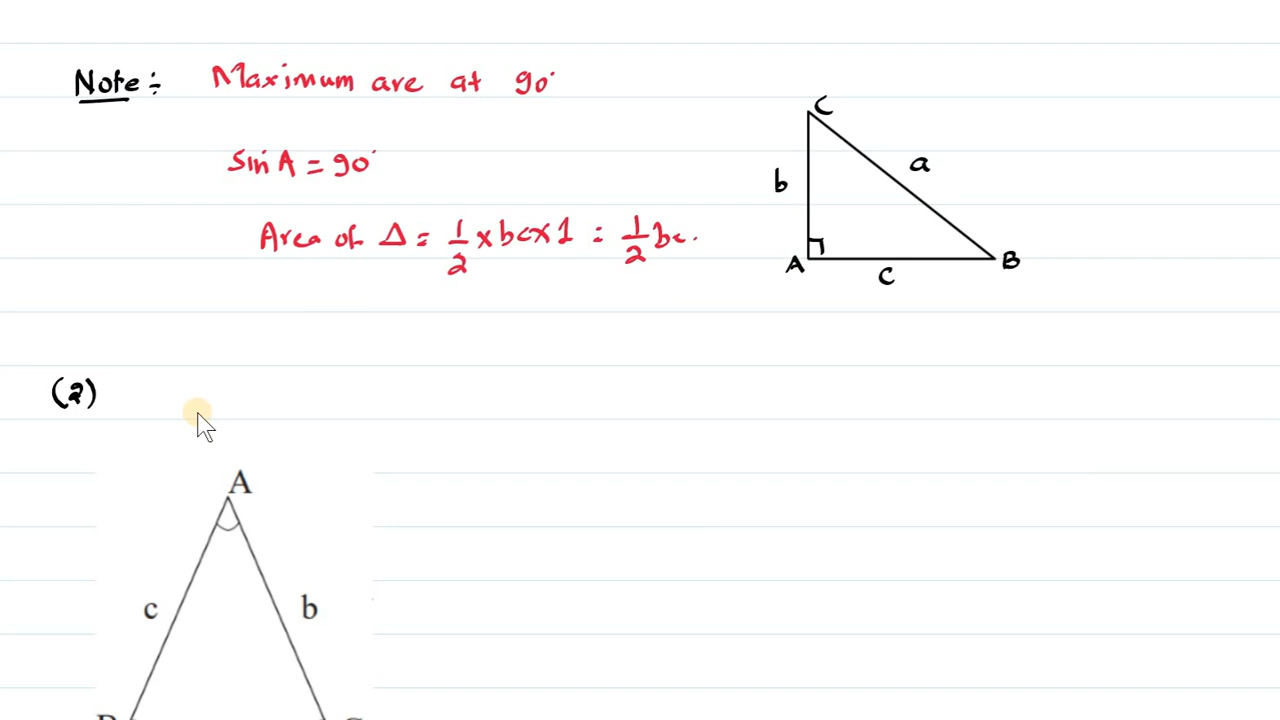 Note:- Maximum are at 90°
C
b
a
sin A = 90°
Area of Δ = 1/2 x bc x 1 = 1/2 bc.
A
B
c
(2)
A
c
b